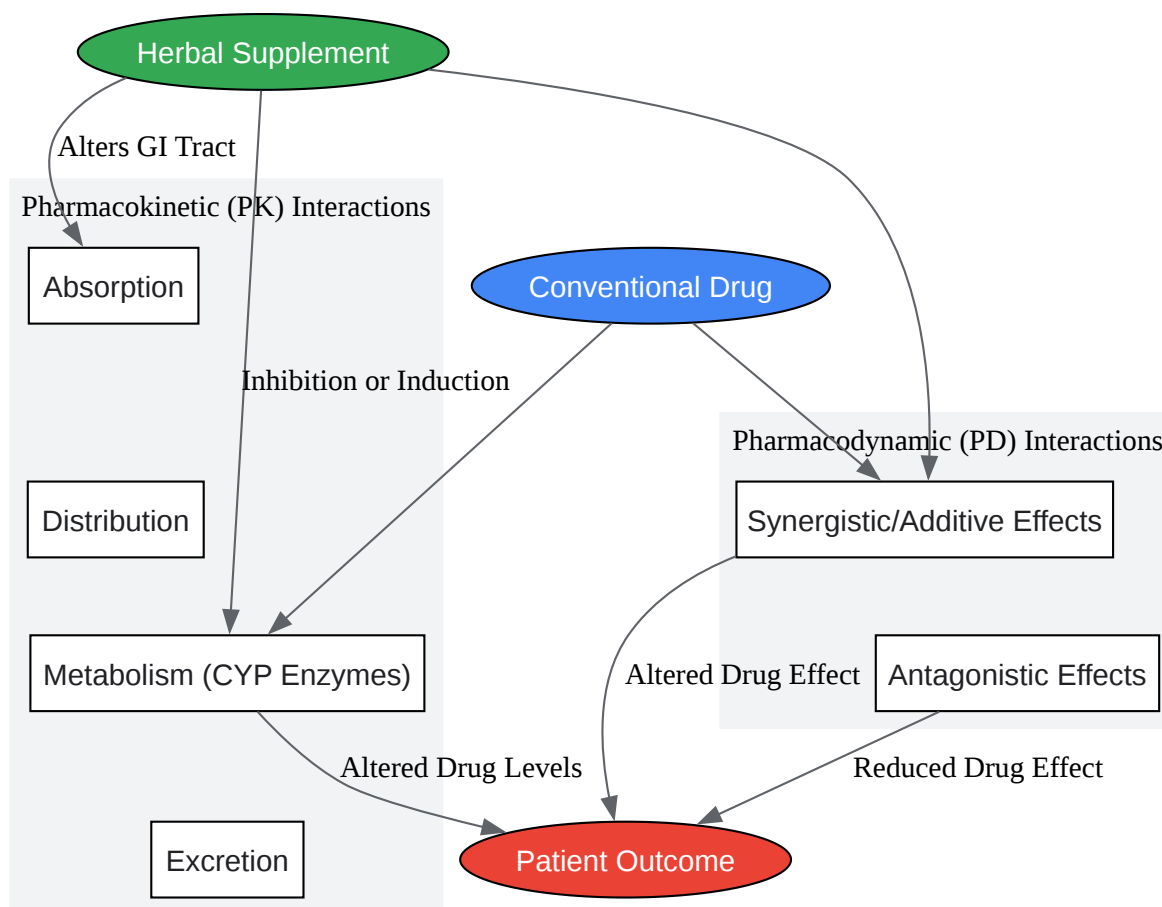 Herbal Supplement
Alters GI Tract
Pharmacokinetic (PK) Interactions
Absorption
Conventional Drug
Inhibition or Induction
Pharmacodynamic (PD) Interactions
Distribution
Synergistic/Additive Effects
Metabolism (CYP Enzymes)
Altered Drug Effect
Antagonistic Effects
Altered Drug Levels
Reduced Drug Effect
Excretion
Patient Outcome